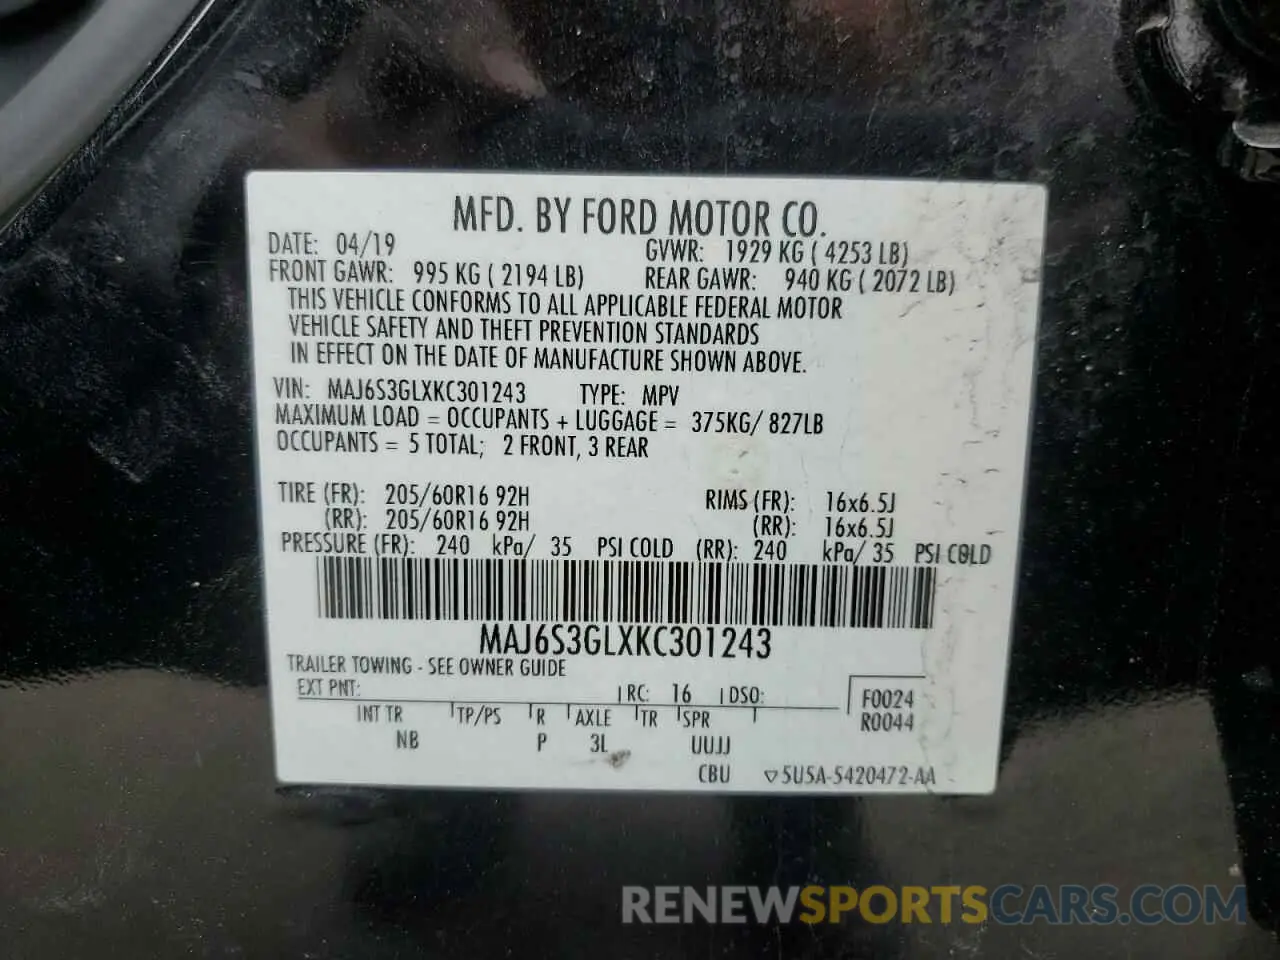 MFD. BY FORD MOTOR CO.
DATE: 04/19 GVWR: 1929 KG ( 4253 LB)
FRONT GAWR: 995 KG ( 2194 LB) REAR GAWR: 940 KG ( 2072 LB)
THIS VEHICLE CONFORMS TO ALL APPLICABLE FEDERAL MOTOR
VEHICLE SAFETY AND THEFT PREVENTION STANDARDS
IN EFFECT ON THE DATE OF MANUFACTURE SHOWN ABOVE.
VIN: MAJ6S3GLXKC301243 TYPE: MPV
MAXIMUM LOAD = OCCUPANTS + LUGGAGE = 375KG/ 827LB
OCCUPANTS = 5 TOTAL; 2 FRONT, 3 REAR
TIRE (FR): 205/60R16 92H RIMS (FR): 16x6.5J
(RR): 205/60R16 92H (RR): 16x6.5J
PRESSURE (FR): 240 kPa/ 35 PSI COLD (RR): 240 kPa/ 35 PSI COLD
MAJ6S3GLXKC301243
TRAILER TOWING - SEE OWNER GUIDE
EXT PNT: RC: 16 DSO: F0024
INT TR TP/PS R AXLE TR SPR R0044
NB P 3L UUJJ
CBU ▽5U5A-5420472-AA
RENEWSPORTSCARS.COM